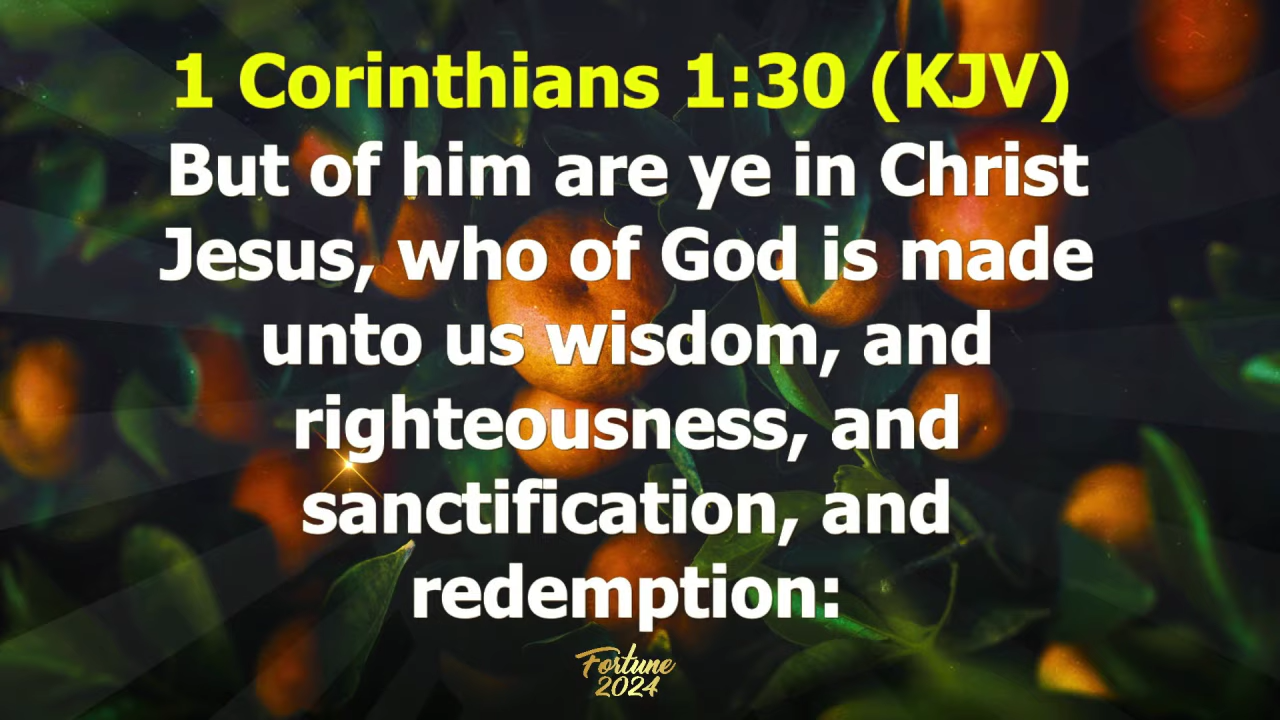 1 Corinthians 1:30 (KJV)
But of him are ye in Christ
Jesus, who of God is made
unto us wisdom, and
righteousness, and
sanctification, and
redemption:
Fortune
2024